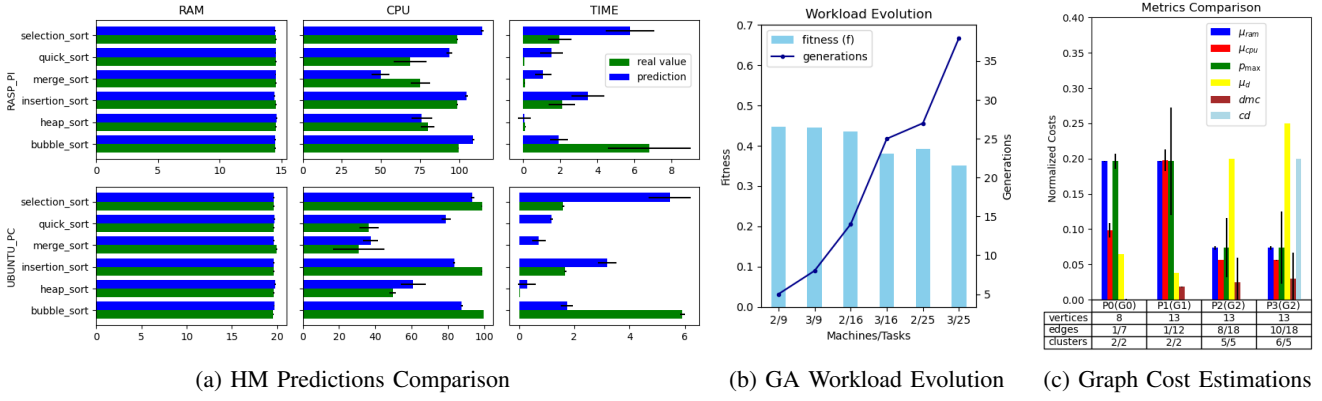 RAM CPU TIME
RASP_PI
selection_sort
quick_sort
merge_sort
insertion_sort
heap_sort
bubble_sort
real value
prediction
0 5 10 15
0 25 50 75 100
0 2 4 6 8
UBUNTU_PC
selection_sort
quick_sort
merge_sort
insertion_sort
heap_sort
bubble_sort
0 5 10 15 20
0 20 40 60 80 100
0 2 4 6
(a) HM Predictions Comparison
Workload Evolution
fitness (f)
generations
Fitness
0.7
0.6
0.5
0.4
0.3
0.2
0.1
0.0
Generations
35
30
25
20
15
10
5
2/9 3/9 2/16 3/16 2/25 3/25
Machines/Tasks
(b) GA Workload Evolution
Metrics Comparison
Normalized Costs
0.40
0.35
0.30
0.25
0.20
0.15
0.10
0.05
0.00
μram
μcpu
pmax
μd
dmc
cd
P0(G0) P1(G1) P2(G2) P3(G2)
vertices 8 13 13 13
edges 1/7 1/12 8/18 10/18
clusters 2/2 2/2 5/5 6/5
(c) Graph Cost Estimations